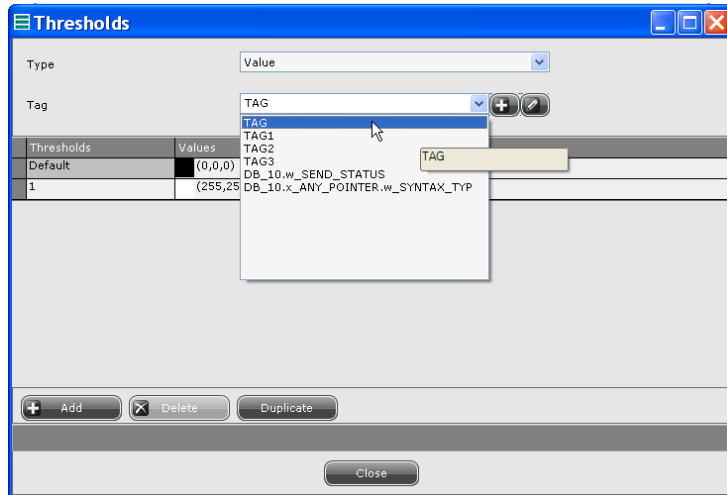 Thresholds
Type
Value
Tag
TAG
TAG
TAG1
TAG2
TAG3
DB_10.w_SEND_STATUS
DB_10.x_ANY_POINTER.w_SYNTAX_TYP
TAG
Thresholds Values
Default (0,0,0)
1 (255,25
Add Delete Duplicate
Close